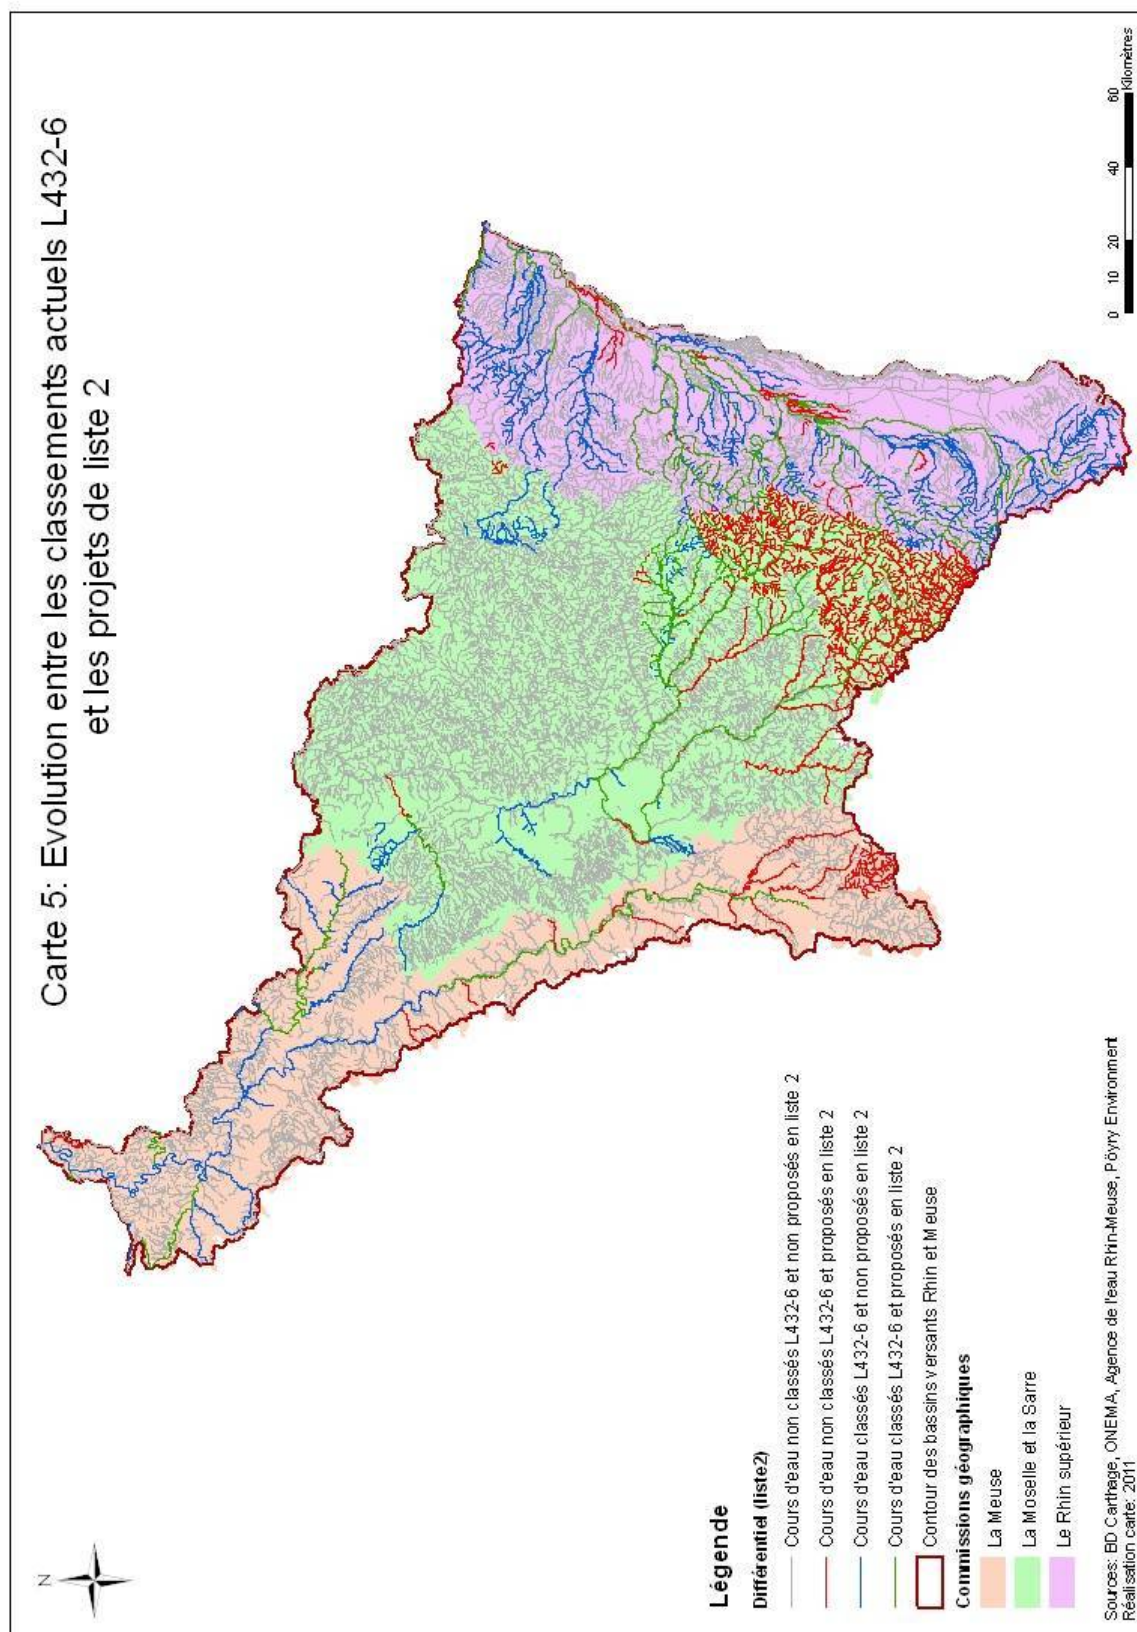 Carte 5: Evolution entre les classements actuels L432-6
et les projets de liste 2
N
Légende
Différentiel (liste2)
Cours d'eau non classés L432-6 et non proposés en liste 2
Cours d'eau non classés L432-6 et proposés en liste 2
Cours d'eau classés L432-6 et non proposés en liste 2
Cours d'eau classés L432-6 et proposés en liste 2
Contour des bassins versants Rhin et Meuse
Commissions géographiques
La Meuse
La Moselle et la Sarre
Le Rhin supérieur
Sources: BD Carthage, ONEMA, Agence de l'eau Rhin-Meuse, Pöyry Environment
Réalisation carte: 2011
0 10 20 40 60
Kilomètres